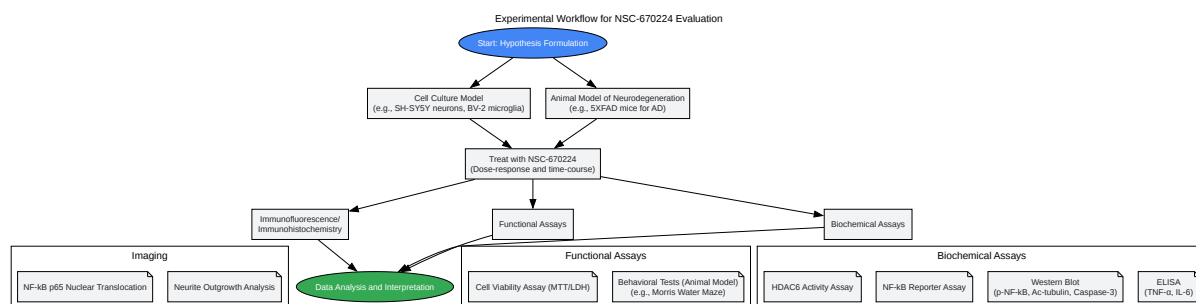 Experimental Workflow for NSC-670224 Evaluation
Start: Hypothesis Formulation
Cell Culture Model
(e.g., SH-SY5Y neurons, BV-2 microglia)
Animal Model of Neurodegeneration
(e.g., 5XFAD mice for AD)
Treat with NSC-670224
(Dose-response and time-course)
Immunofluorescence/
Immunohistochemistry
Functional Assays
Biochemical Assays
Imaging
NF-kB p65 Nuclear Translocation
Neurite Outgrowth Analysis
Data Analysis and Interpretation
Functional Assays
Cell Viability Assay (MTT/LDH)
Behavioral Tests (Animal Model)
(e.g., Morris Water Maze)
Biochemical Assays
HDAC6 Activity Assay
NF-kB Reporter Assay
Western Blot
(p-NF-kB, Ac-tubulin, Caspase-3)
ELISA
(TNF-α, IL-6)